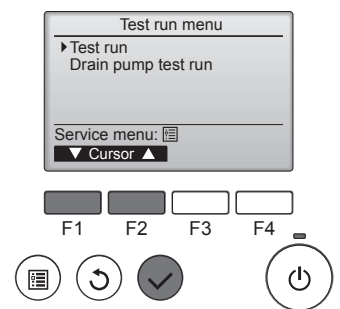 Test run menu
Test run
Drain pump test run
Service menu:
▼ Cursor ▲
F1 F2 F3 F4